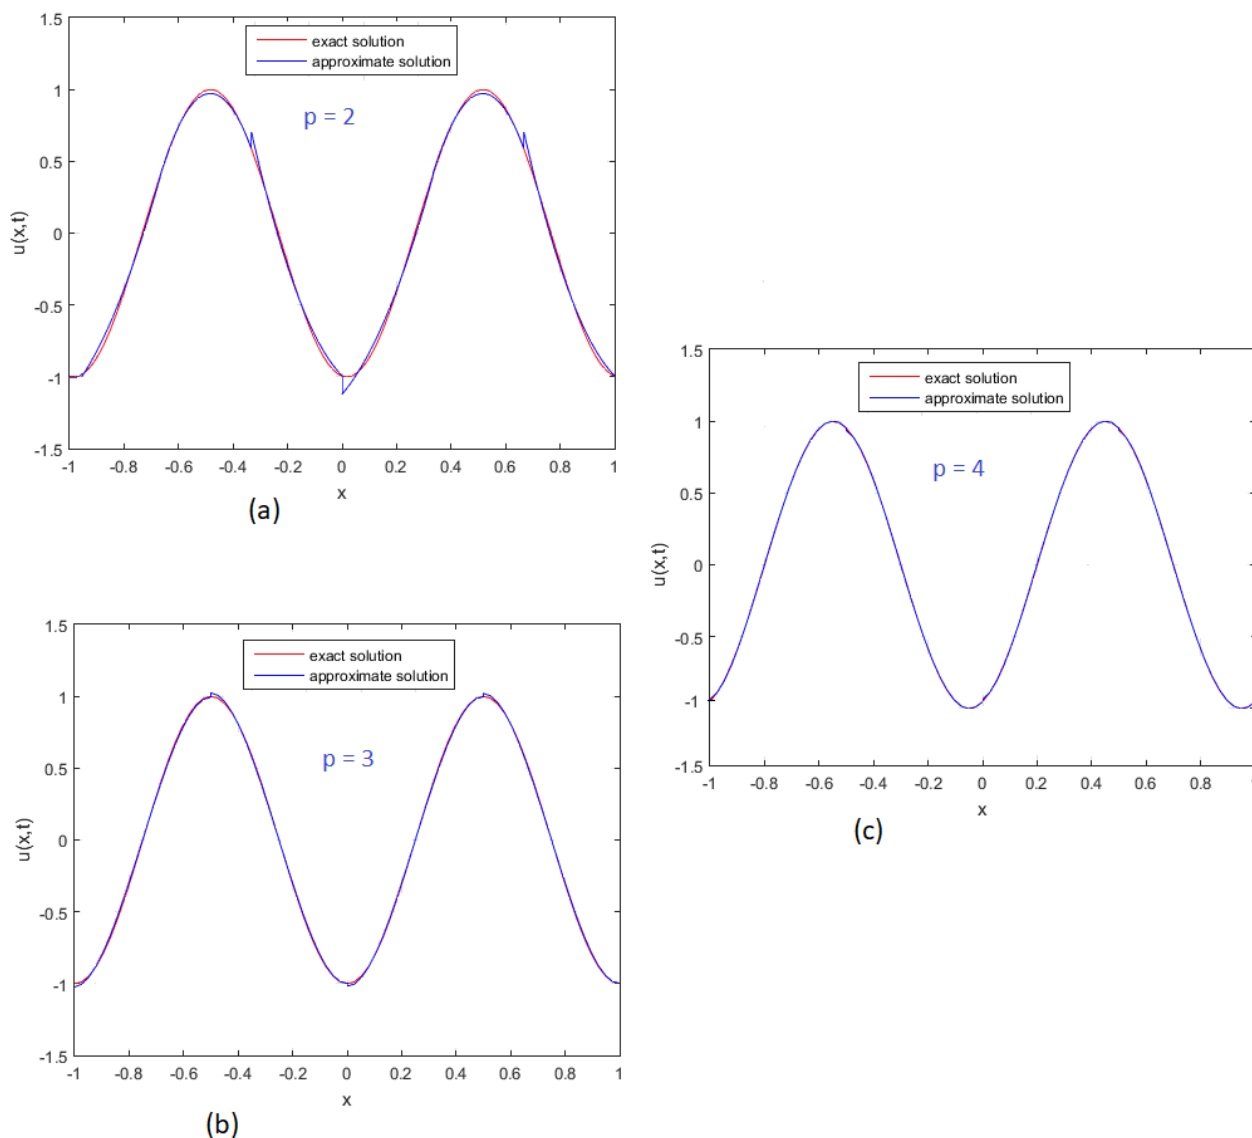 1.5
exact solution
approximate solution
1
p = 2
0.5
0
u(x,t)
-0.5
-1
-1.5
-1 -0.8 -0.6 -0.4 -0.2 0 0.2 0.4 0.6 0.8 1
x
(a)
1.5
exact solution
approximate solution
1
p = 3
0.5
0
u(x,t)
-0.5
-1
-1.5
-1 -0.8 -0.6 -0.4 -0.2 0 0.2 0.4 0.6 0.8 1
x
(b)
1.5
exact solution
approximate solution
1
p = 4
0.5
0
u(x,t)
-0.5
-1
-1.5
-1 -0.8 -0.6 -0.4 -0.2 0 0.2 0.4 0.6 0.8
x
(c)